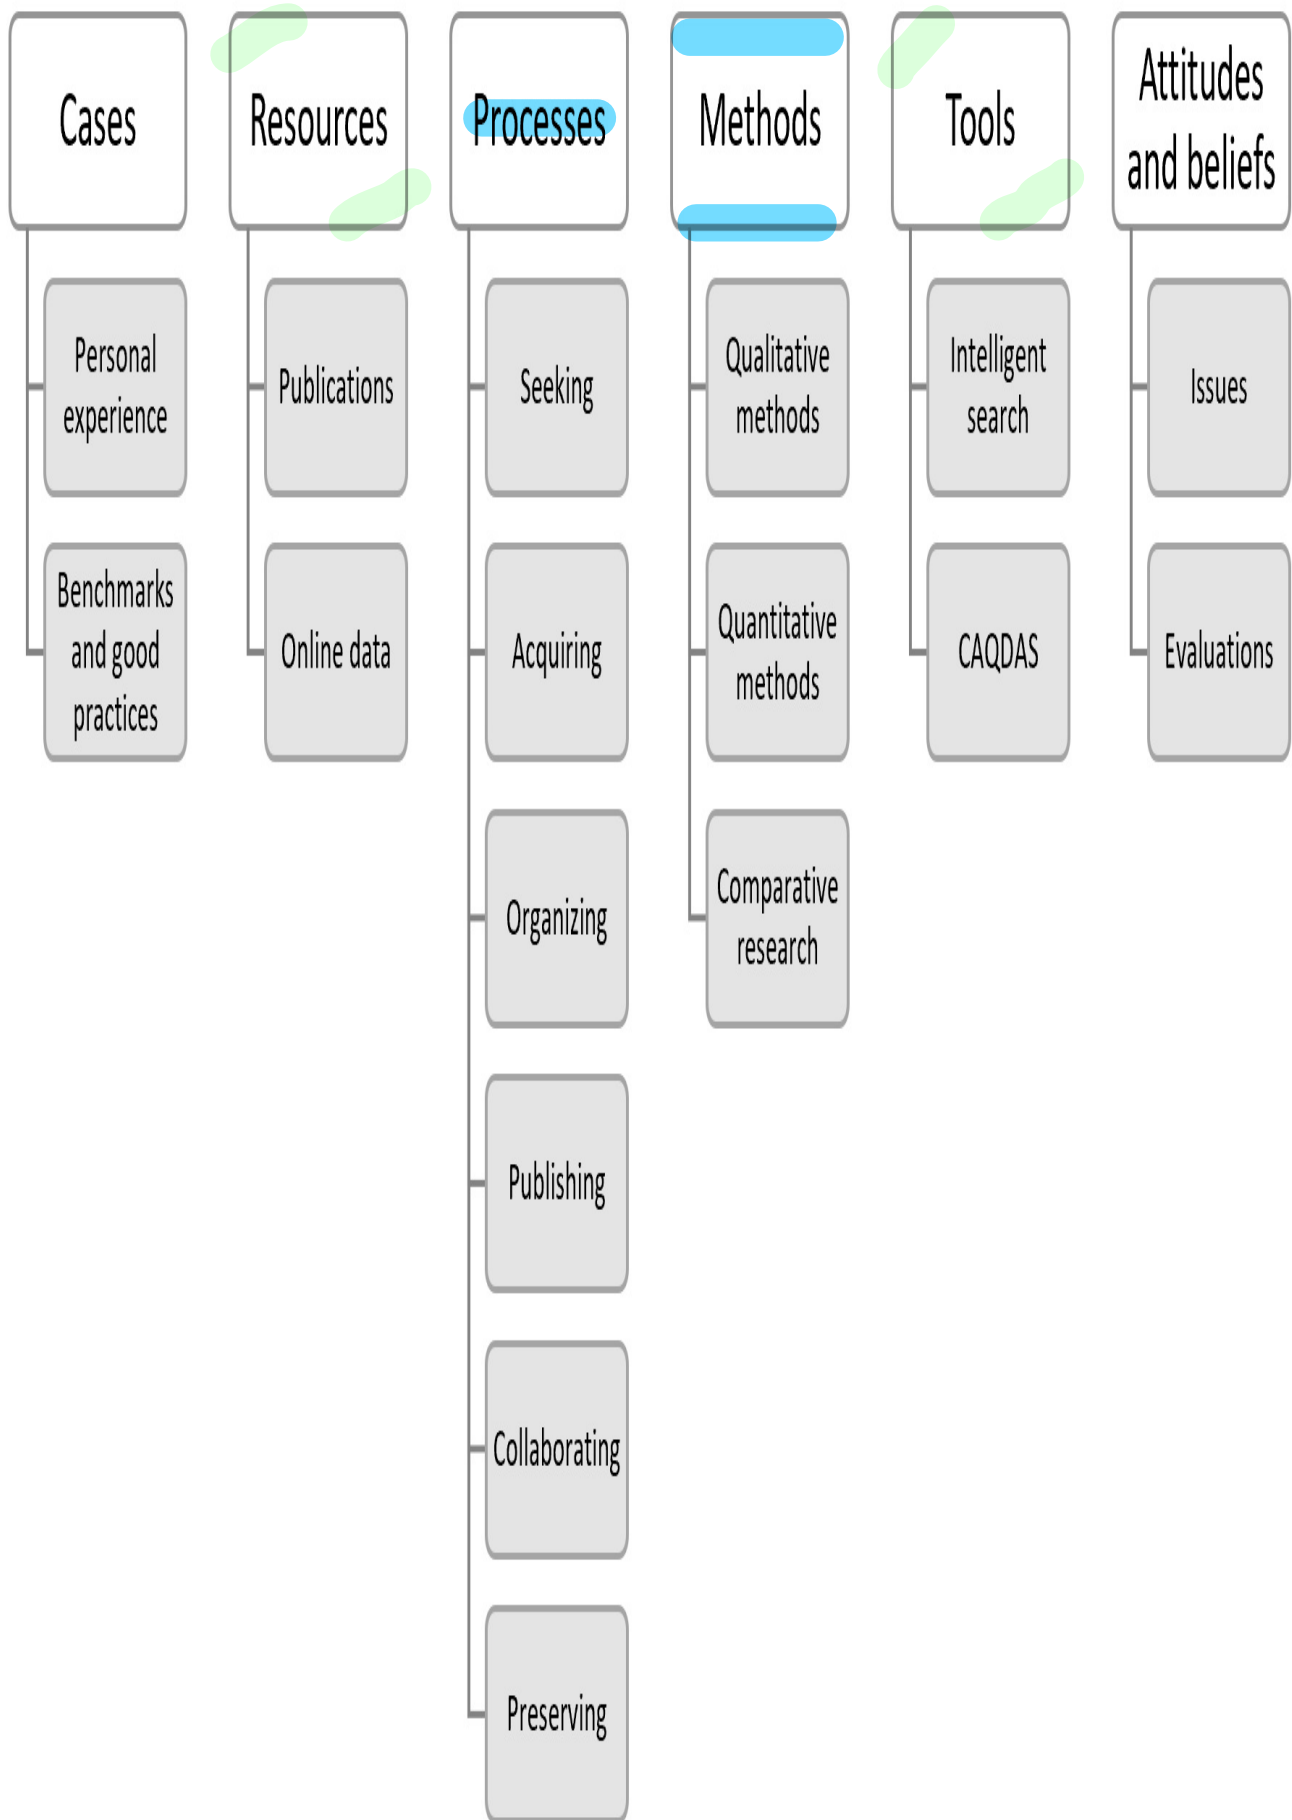 Cases
Personal
experience
Benchmarks
and good
practices
Resources
Publications
Online data
Processes
Seeking
Acquiring
Organizing
Publishing
Collaborating
Preserving
Methods
Qualitative
methods
Quantitative
methods
Comparative
research
Tools
Intelligent
search
CAQDAS
Attitudes
and beliefs
Issues
Evaluations